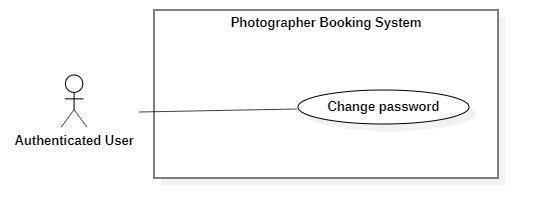 Photographer Booking System
Change password
Authenticated User